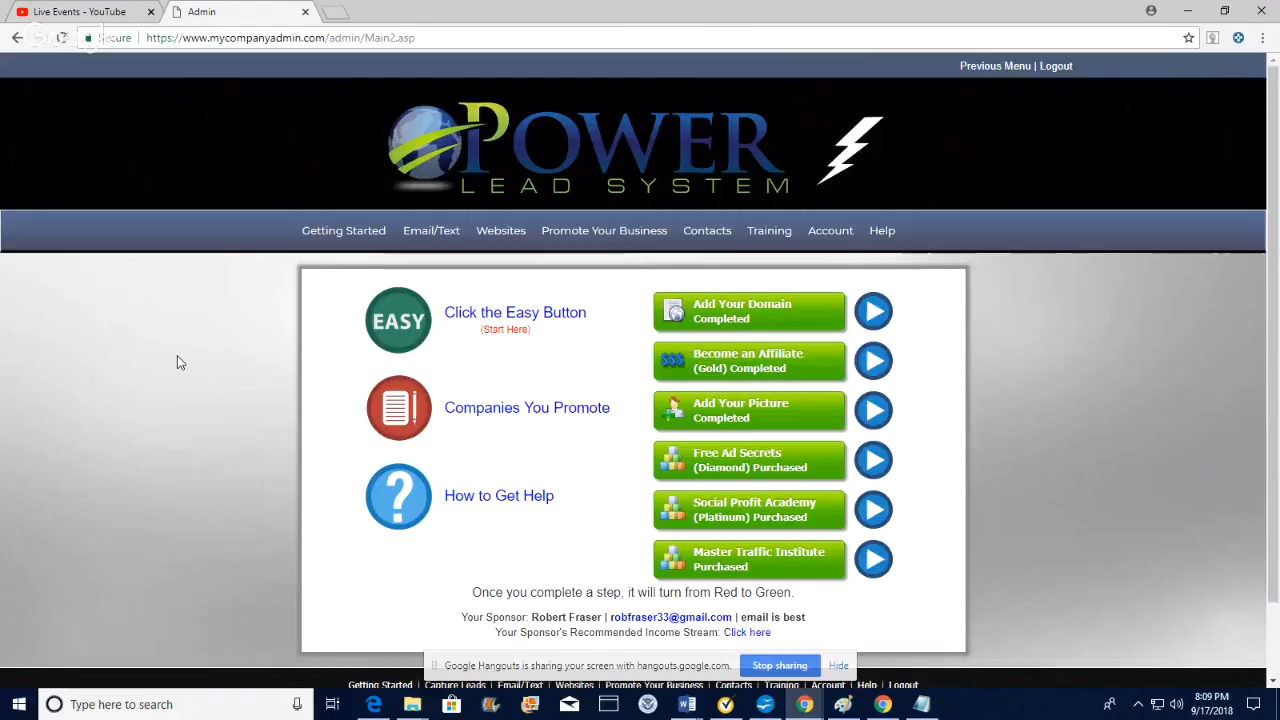 Live Events - YouTube
Admin
Secure
https://www.mycompanyadmin.com/admin/Main2.asp
Previous Menu | Logout
POWER
LEAD SYSTEM
Getting Started Email/Text Websites Promote Your Business Contacts Training Account Help
EASY
Click the Easy Button
(Start Here)
Companies You Promote
?
How to Get Help
Add Your Domain
Completed
$$$
Become an Affiliate
(Gold) Completed
Add Your Picture
Completed
Free Ad Secrets
(Diamond) Purchased
Social Profit Academy
(Platinum) Purchased
Master Traffic Institute
Purchased
Once you complete a step, it will turn from Red to Green.
Your Sponsor: Robert Fraser | robfraser33@gmail.com | email is best
Your Sponsor's Recommended Income Stream: Click here
Google Hangouts is sharing your screen with hangouts.google.com.
Stop sharing
Hide
Getting Started Capture Leads Email/Text Websites Promote Your Business Contacts Training Account Help Logout
Type here to search
8:09 PM
9/17/2018